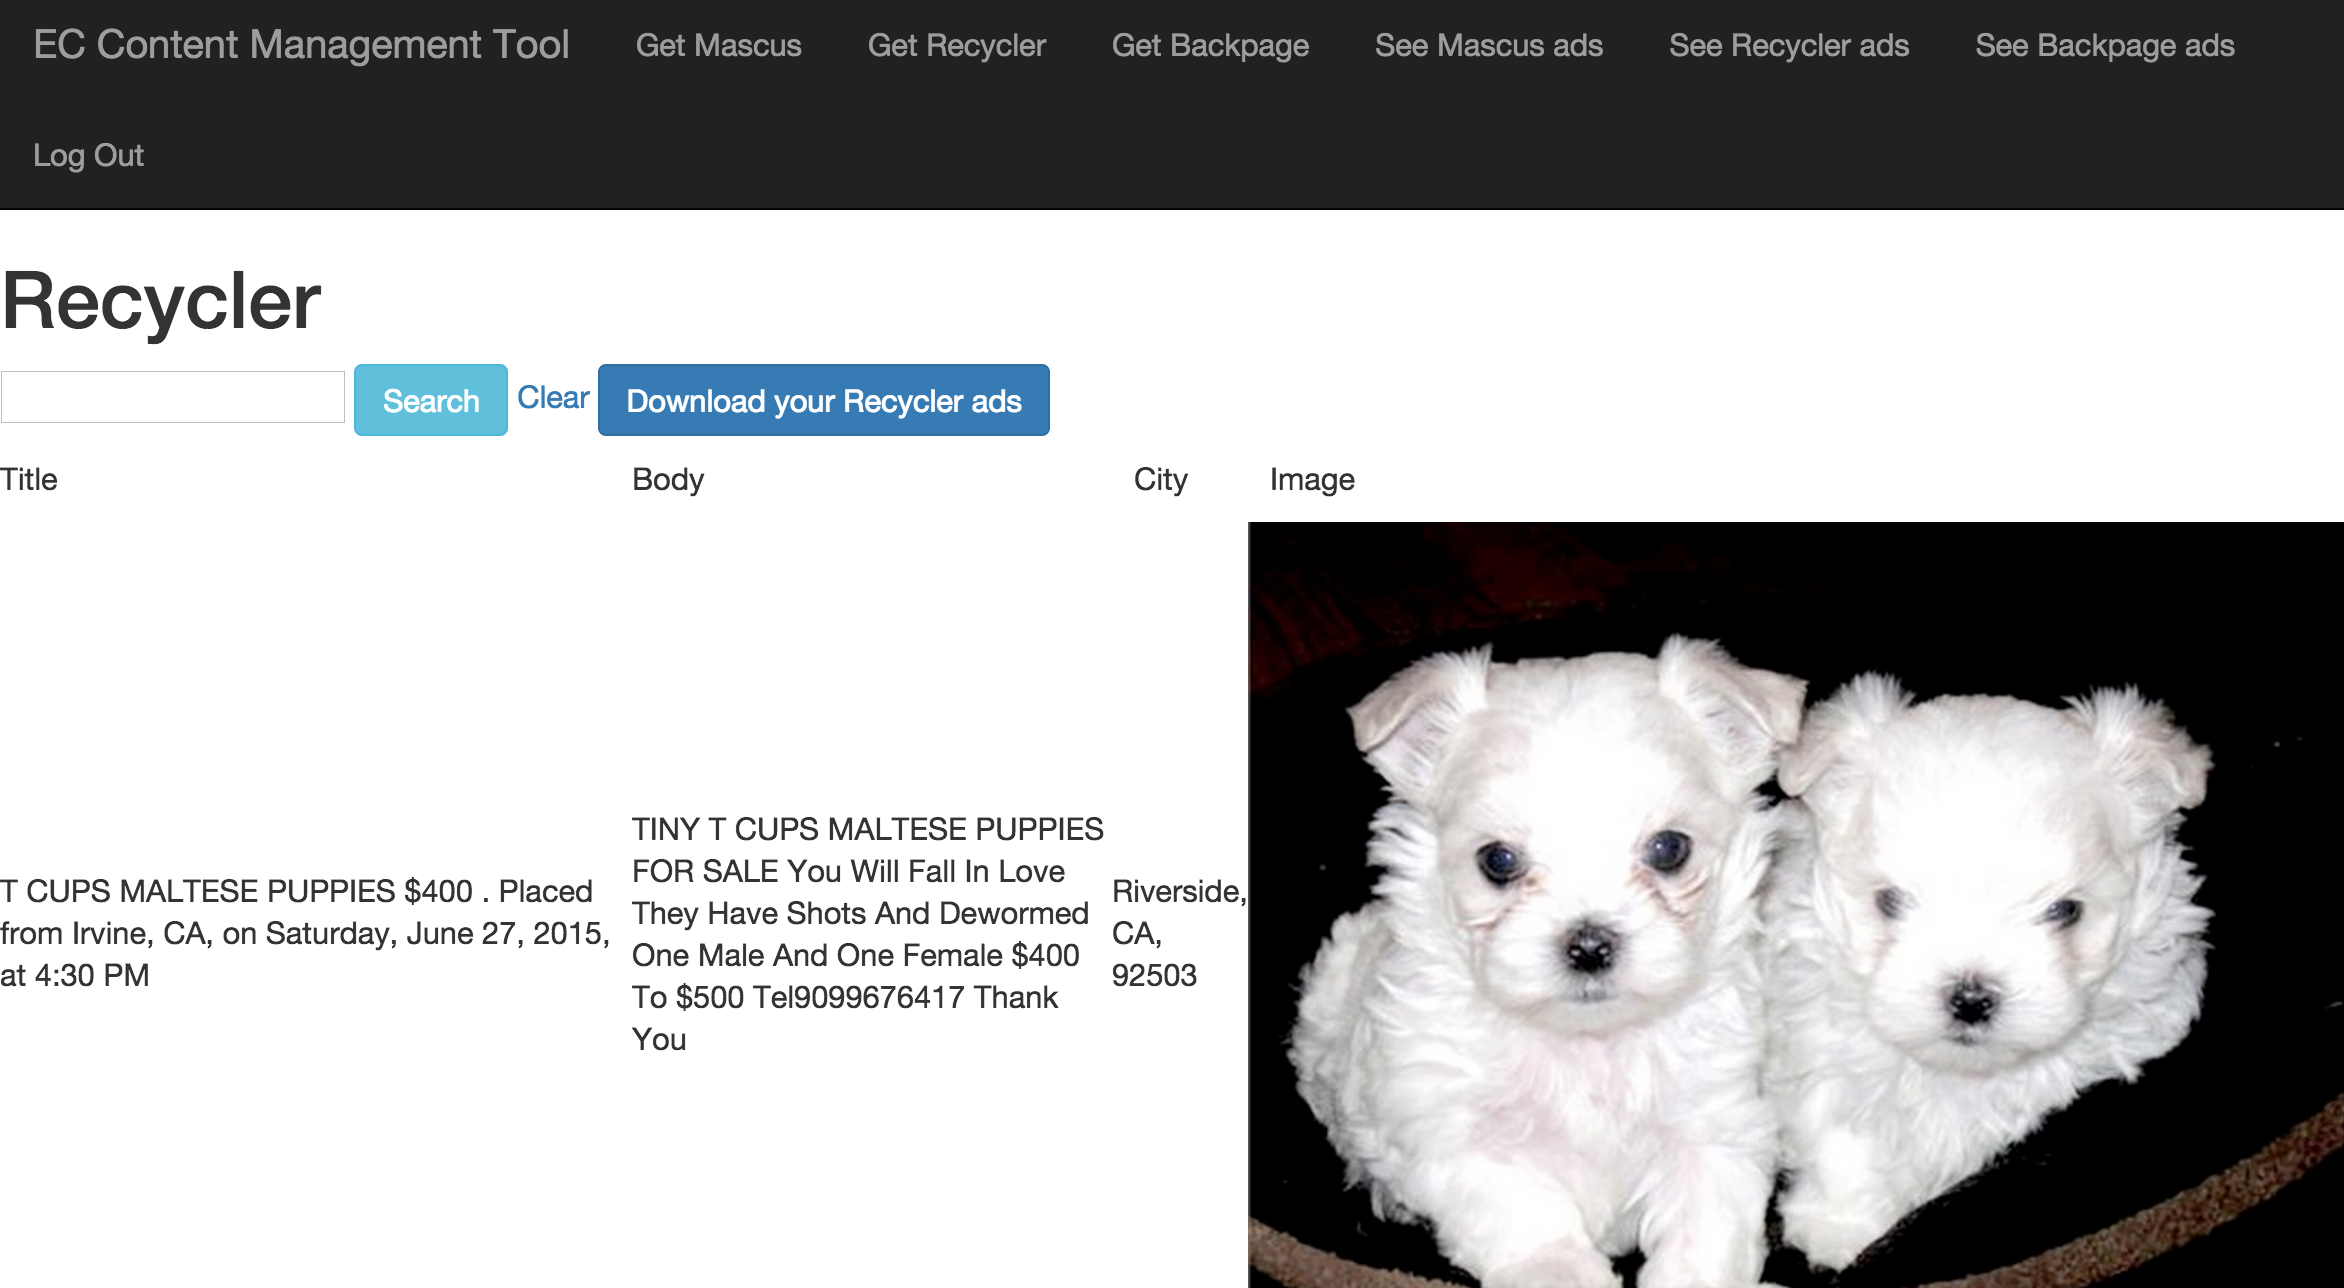 EC Content Management Tool Get Mascus Get Recycler Get Backpage See Mascus ads See Recycler ads See Backpage ads
Log Out
Recycler
Search Clear Download your Recycler ads
Title Body City Image
T CUPS MALTESE PUPPIES $400 . Placed
from Irvine, CA, on Saturday, June 27, 2015,
at 4:30 PM
TINY T CUPS MALTESE PUPPIES
FOR SALE You Will Fall In Love
They Have Shots And Dewormed
One Male And One Female $400
To $500 Tel9099676417 Thank
You
Riverside,
CA,
92503